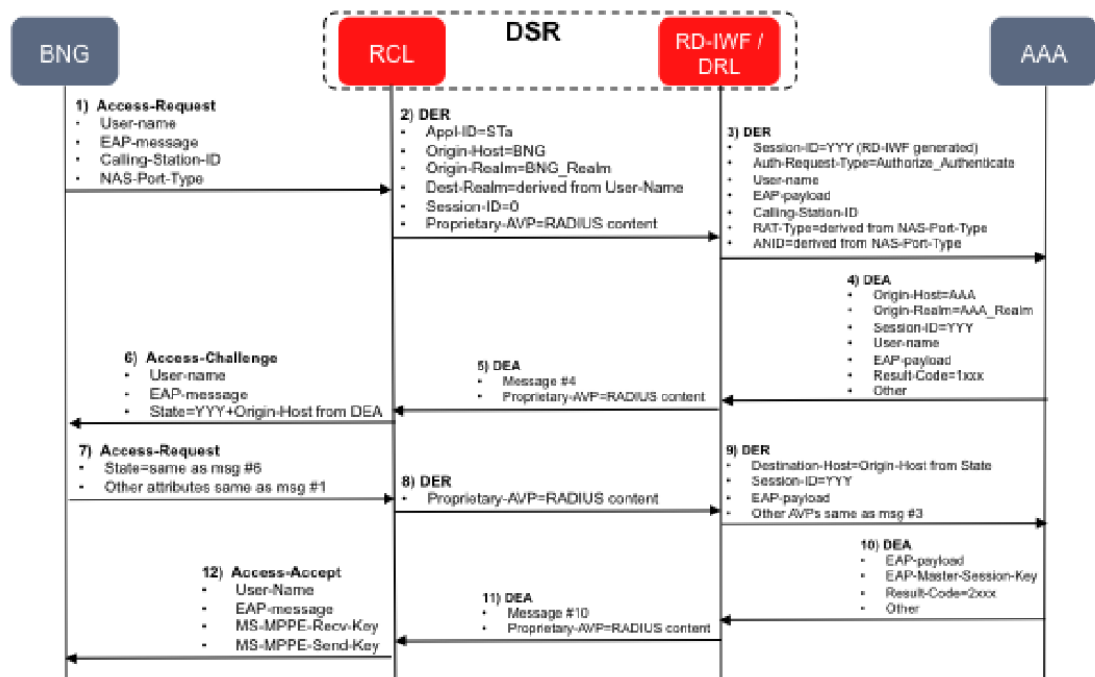 DSR
BNG
RCL
RD-IWF /
DRL
AAA
1) Access-Request
• User-name
• EAP-message
• Calling-Station-ID
• NAS-Port-Type
2) DER
• Appl-ID=STa
• Origin-Host=BNG
• Origin-Realm=BNG_Realm
• Dest-Realm=derived from User-Name
• Session-ID=0
• Proprietary-AVP=RADIUS content
3) DER
• Session-ID=YYY (RD-IWF generated)
• Auth-Request-Type=Authorize_Authenticate
• User-name
• EAP-payload
• Calling-Station-ID
• RAT-Type=derived from NAS-Port-Type
• ANID=derived from NAS-Port-Type
4) DEA
• Origin-Host=AAA
• Origin-Realm=AAA_Realm
• Session-ID=YYY
• User-name
• EAP-payload
• Result-Code=1xxx
• Other
5) DEA
• Message #4
• Proprietary-AVP=RADIUS content
6) Access-Challenge
• User-name
• EAP-message
• State=YYY+Origin-Host from DEA
7) Access-Request
• State=same as msg #6
• Other attributes same as msg #1
8) DER
• Proprietary-AVP=RADIUS content
9) DER
• Destination-Host=Origin-Host from State
• Session-ID=YYY
• EAP-payload
• Other AVPs same as msg #3
10) DEA
• EAP-payload
• EAP-Master-Session-Key
• Result-Code=2xxx
• Other
11) DEA
• Message #10
• Proprietary-AVP=RADIUS content
12) Access-Accept
• User-Name
• EAP-message
• MS-MPPE-Recv-Key
• MS-MPPE-Send-Key